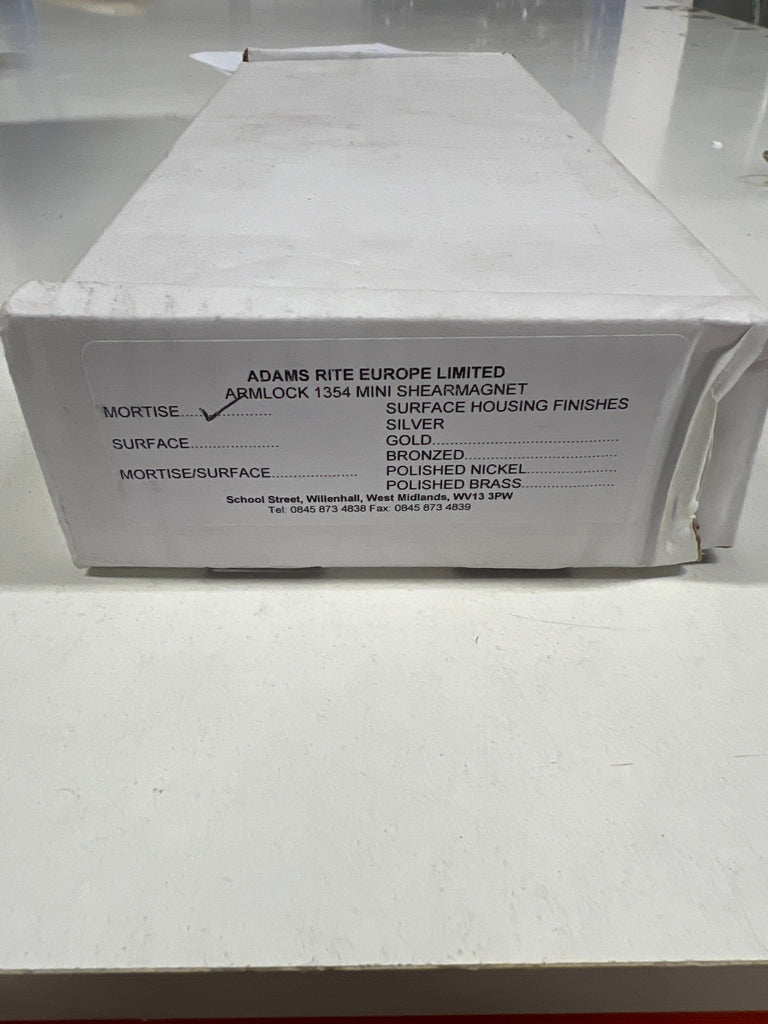 ADAMS RITE EUROPE LIMITED
ARMLOCK 1354 MINI SHEARMAGNET
MORTISE....✓............
SURFACE.....................
MORTISE/SURFACE.....................
SURFACE HOUSING FINISHES
SILVER
GOLD.............................................
BRONZED.....................................
POLISHED NICKEL......................
POLISHED BRASS.......................
School Street, Willenhall, West Midlands, WV13 3PW
Tel: 0845 873 4838 Fax: 0845 873 4839